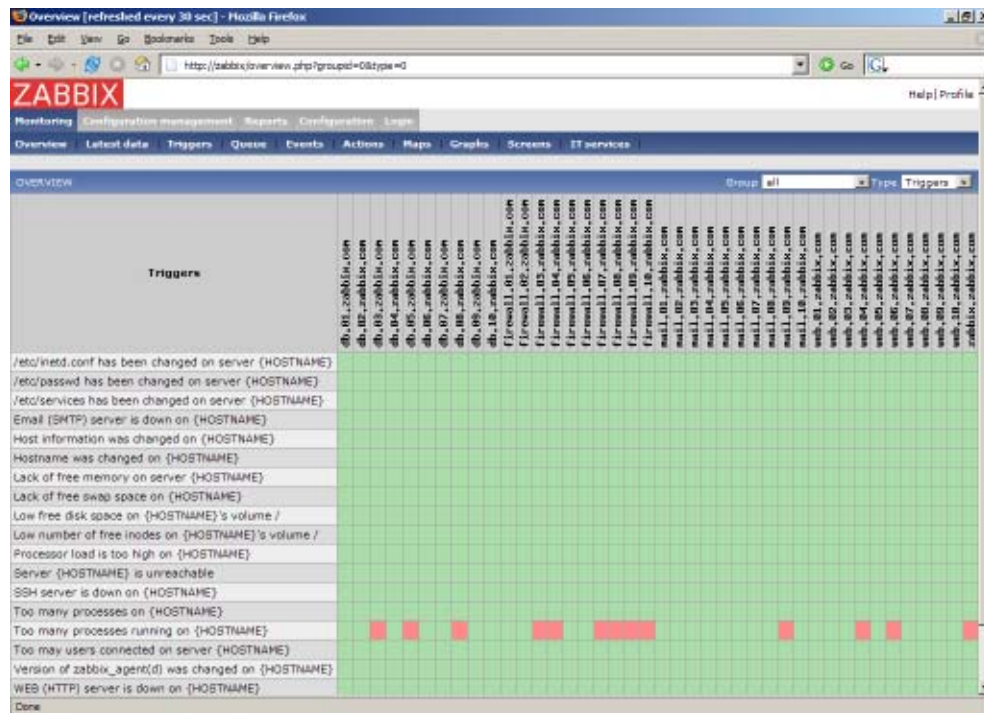 Overview [refreshed every 30 sec] - Mozilla Firefox
File Edit View Go Bookmarks Tools Help
http://zabbix/overview.php?groupid=0&type=0
Go
G
ZABBIX
Help | Profile
Monitoring Configuration management Reports Configuration Login
Overview Latest data Triggers Queue Events Actions Maps Graphs Screens IT services
OVERVIEW
Group all Type Triggers
Triggers
db.01.zabbix.com
db.02.zabbix.com
db.03.zabbix.com
db.04.zabbix.com
db.05.zabbix.com
db.06.zabbix.com
db.07.zabbix.com
db.08.zabbix.com
db.09.zabbix.com
db.10.zabbix.com
firewall.01.zabbix.com
firewall.02.zabbix.com
firewall.03.zabbix.com
firewall.04.zabbix.com
firewall.05.zabbix.com
firewall.06.zabbix.com
firewall.07.zabbix.com
firewall.08.zabbix.com
firewall.09.zabbix.com
firewall.10.zabbix.com
mail.01.zabbix.com
mail.02.zabbix.com
mail.03.zabbix.com
mail.04.zabbix.com
mail.05.zabbix.com
mail.06.zabbix.com
mail.07.zabbix.com
mail.08.zabbix.com
mail.09.zabbix.com
mail.10.zabbix.com
web.01.zabbix.com
web.02.zabbix.com
web.03.zabbix.com
web.04.zabbix.com
web.05.zabbix.com
web.06.zabbix.com
web.07.zabbix.com
web.08.zabbix.com
web.09.zabbix.com
web.10.zabbix.com
zabbix.zabbix.com
/etc/inetd.conf has been changed on server {HOSTNAME}
/etc/passwd has been changed on server {HOSTNAME}
/etc/services has been changed on server {HOSTNAME}
Email (SMTP) server is down on {HOSTNAME}
Host information was changed on {HOSTNAME}
Hostname was changed on {HOSTNAME}
Lack of free memory on server {HOSTNAME}
Lack of free swap space on {HOSTNAME}
Low free disk space on {HOSTNAME}'s volume /
Low number of free inodes on {HOSTNAME}'s volume /
Processor load is too high on {HOSTNAME}
Server {HOSTNAME} is unreachable
SSH server is down on {HOSTNAME}
Too many processes on {HOSTNAME}
Too many processes running on {HOSTNAME}
Too may users connected on server {HOSTNAME}
Version of zabbix_agent(d) was changed on {HOSTNAME}
WEB (HTTP) server is down on {HOSTNAME}
Done